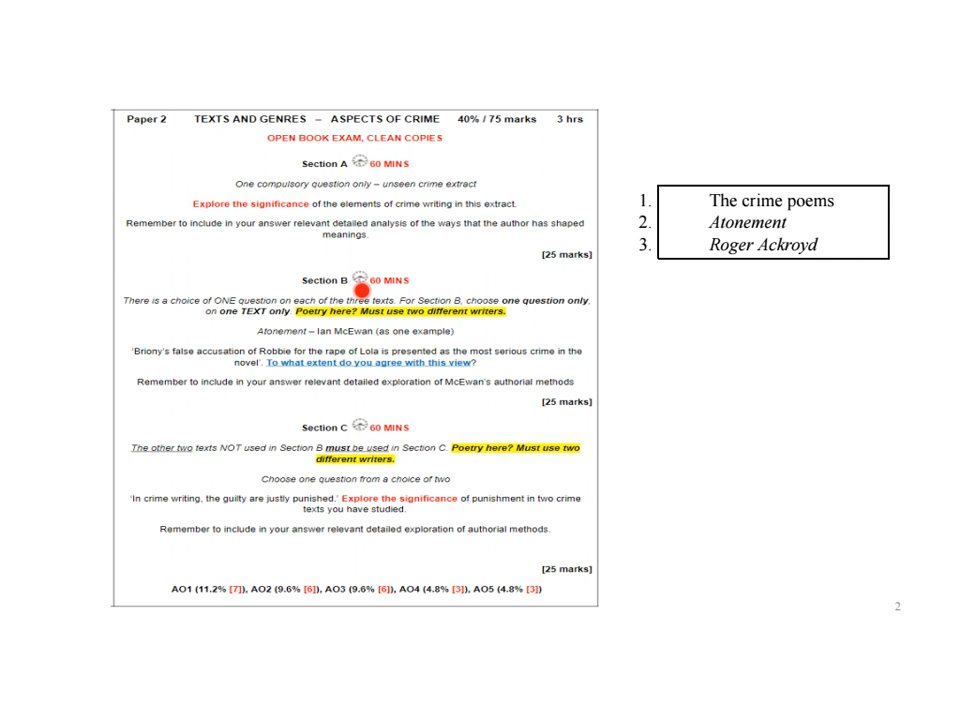 Paper 2 TEXTS AND GENRES – ASPECTS OF CRIME 40% / 75 marks 3 hrs
OPEN BOOK EXAM, CLEAN COPIES
Section A 60 MINS
One compulsory question only – unseen crime extract
Explore the significance of the elements of crime writing in this extract.
Remember to include in your answer relevant detailed analysis of the ways that the author has shaped
meanings.
[25 marks]
Section B 60 MINS
There is a choice of ONE question on each of the three texts. For Section B, choose one question only,
on one TEXT only. Poetry here? Must use two different writers.
Atonement – Ian McEwan (as one example)
‘Briony’s false accusation of Robbie for the rape of Lola is presented as the most serious crime in the
novel’. To what extent do you agree with this view?
Remember to include in your answer relevant detailed exploration of McEwan’s authorial methods
[25 marks]
Section C 60 MINS
The other two texts NOT used in Section B must be used in Section C. Poetry here? Must use two
different writers.
Choose one question from a choice of two
‘In crime writing, the guilty are justly punished.’ Explore the significance of punishment in two crime
texts you have studied.
Remember to include in your answer relevant detailed exploration of authorial methods.
[25 marks]
AO1 (11.2% [7]), AO2 (9.6% [6]), AO3 (9.6% [6]), AO4 (4.8% [3]), AO5 (4.8% [3])
1. The crime poems
2. Atonement
3. Roger Ackroyd
2